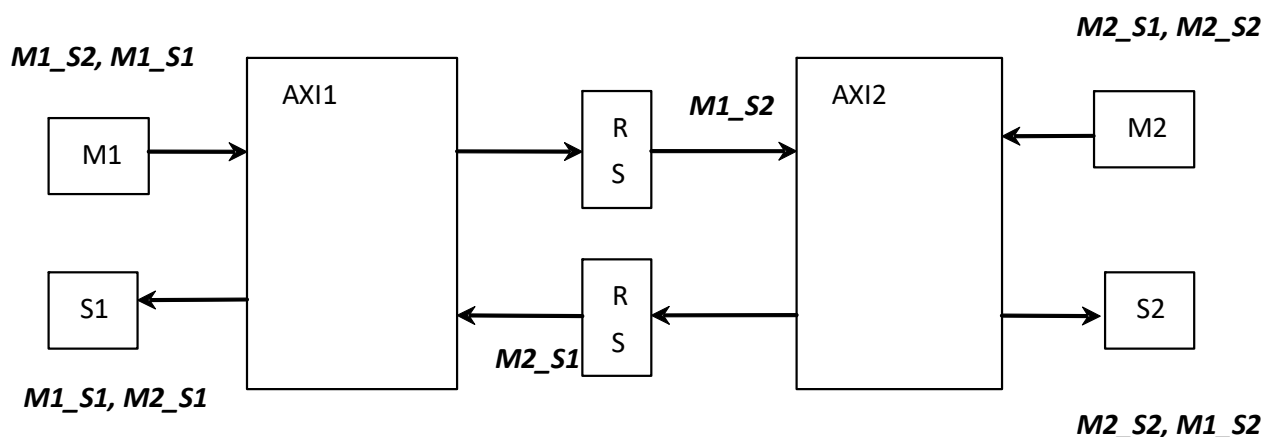 M2_S1, M2_S2
M1_S2, M1_S1
AXI1
AXI2
M1_S2
R
S
M1
M2
S1
R
S
S2
M2_S1
M1_S1, M2_S1
M2_S2, M1_S2